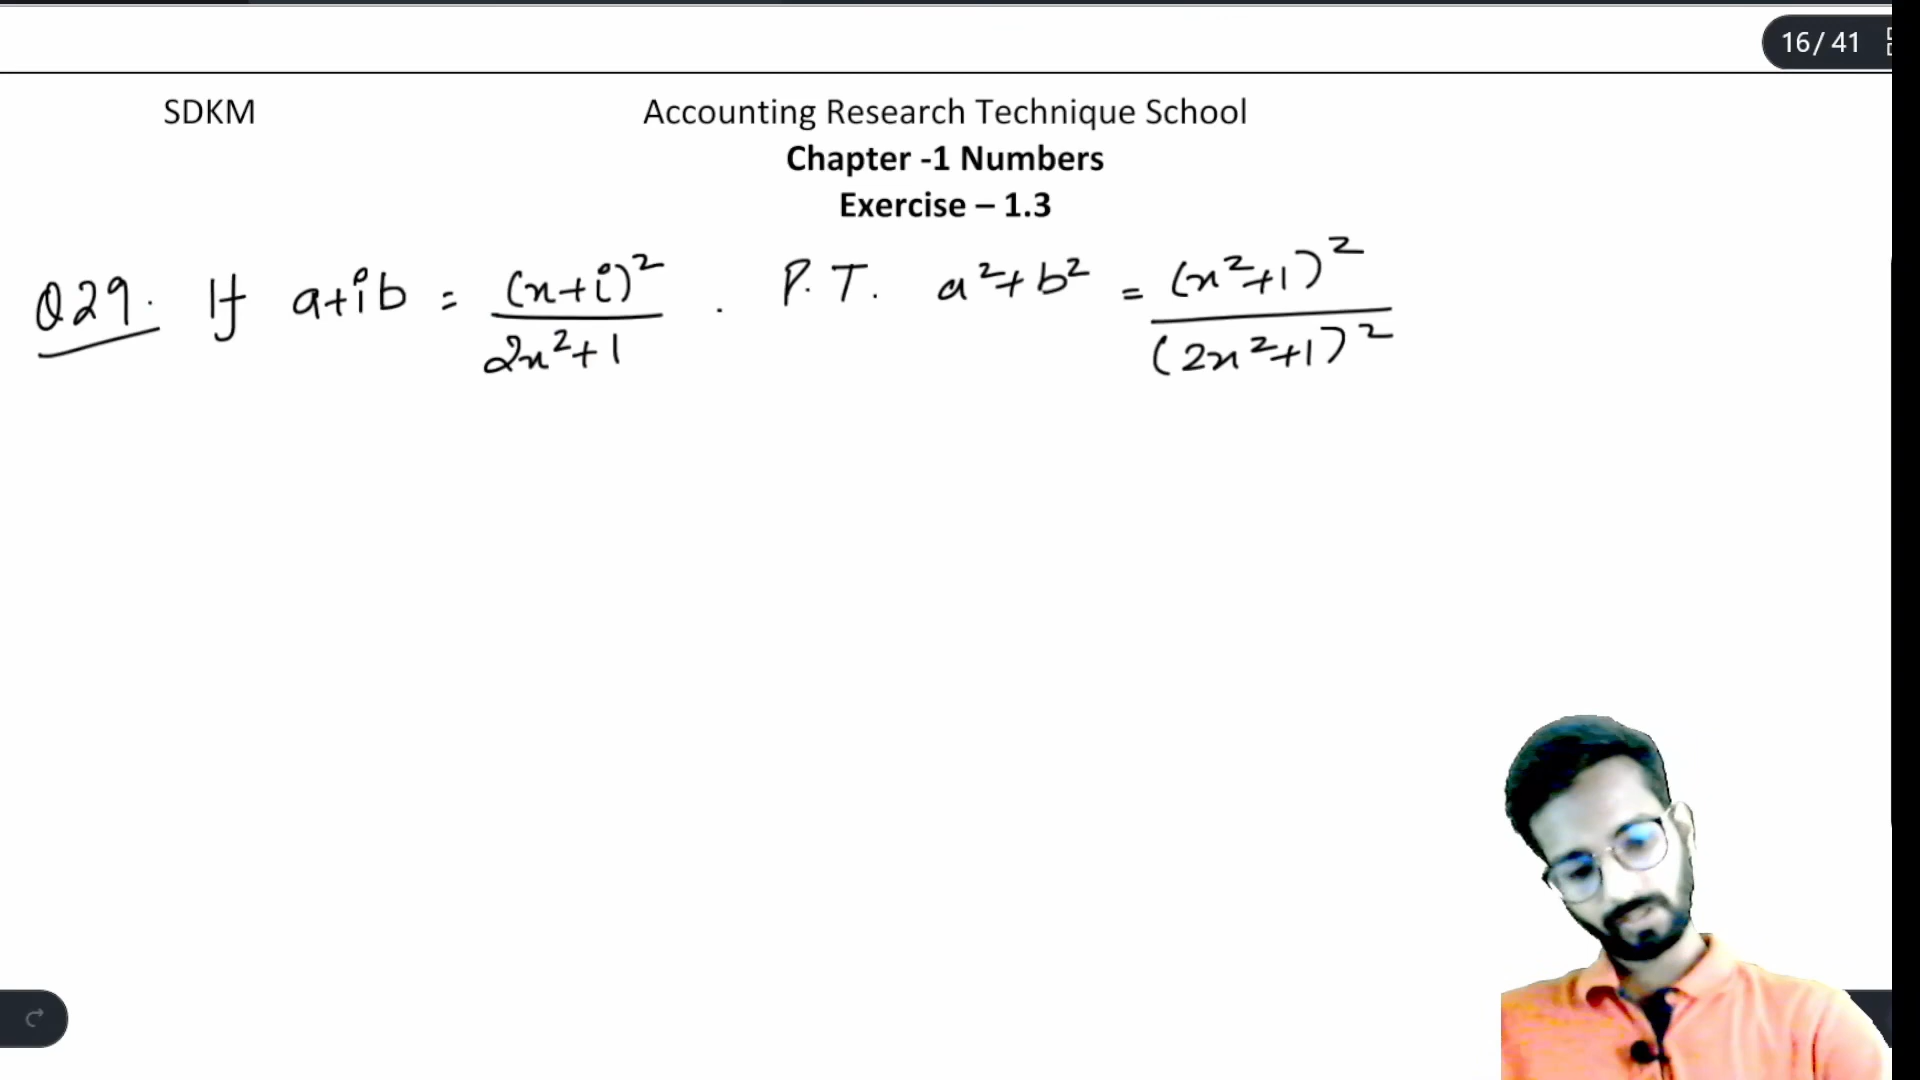 16/ 41
SDKM Accounting Research Technique School
Chapter -1 Numbers
Exercise – 1.3
Q29. If a+ib = (x+i)² / 2x²+1 . P.T. a²+b² = (x²+1)² / (2x²+1)²